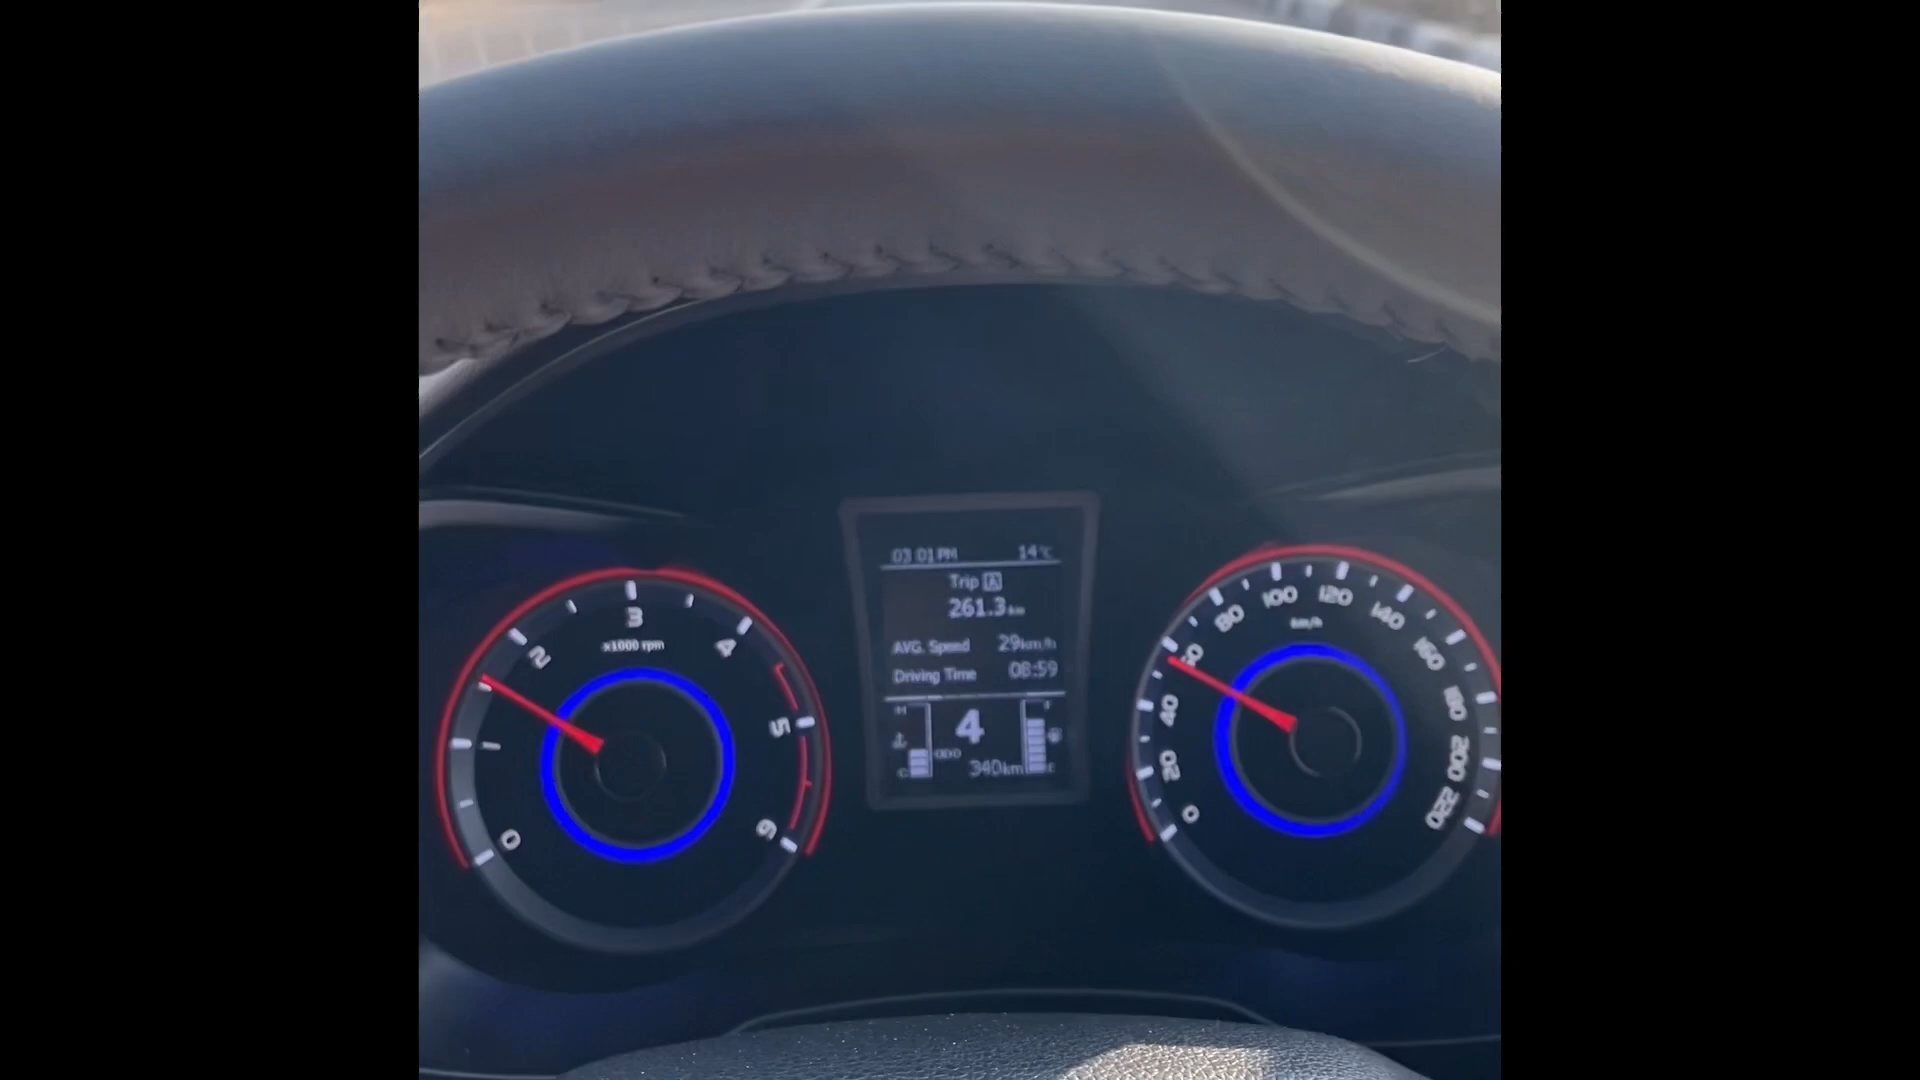 03:01 PM 14°C
Trip A
261.3 km
AVG. Speed 29km/h
Driving Time 08:59
H 4 F
C ODO 340km E
0 1 2 3 4 5 6
x1000 rpm
0 20 40 60 80 100 120 140 160 180 200 220
km/h